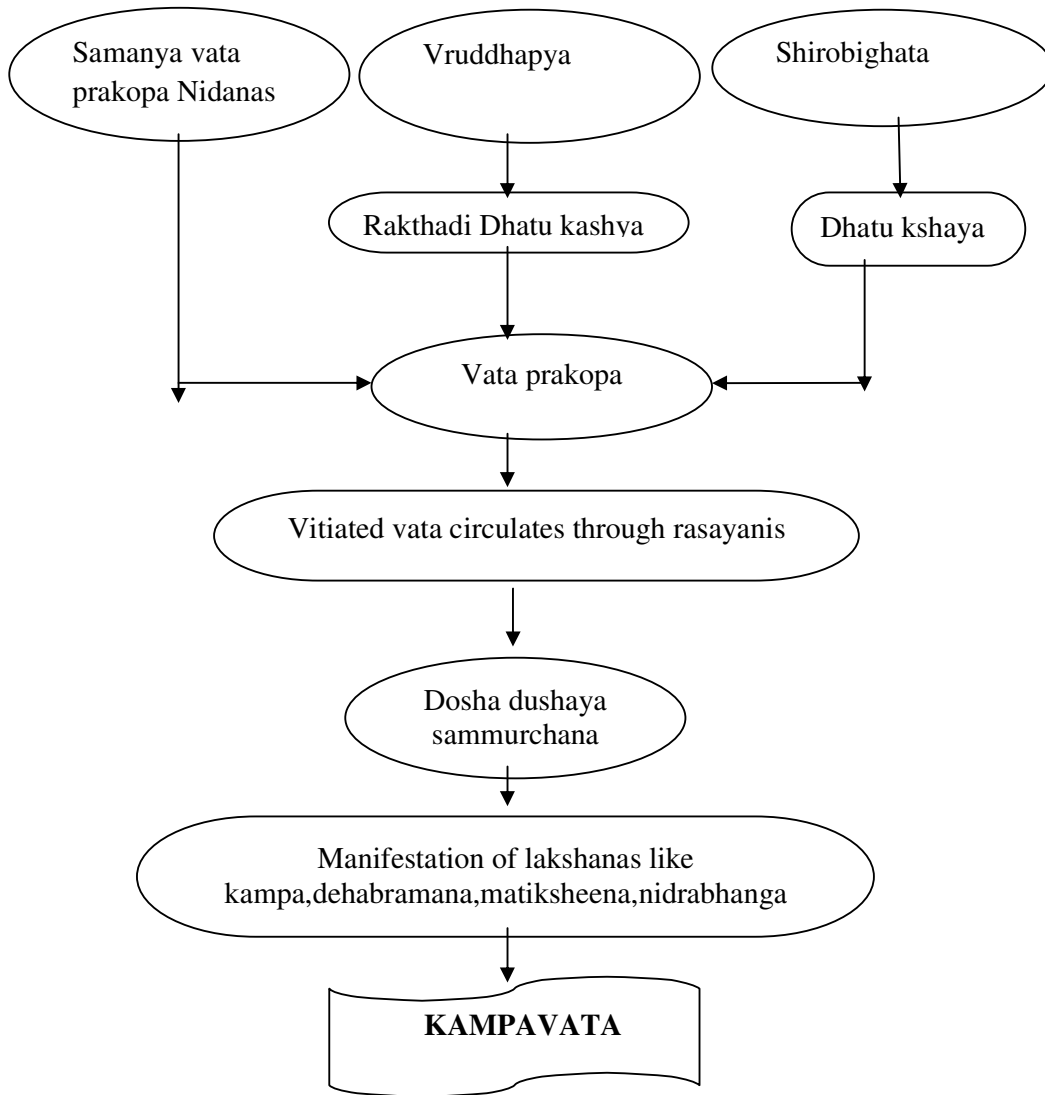 Samanya vata
prakopa Nidanas
Vruddhapya
Shirobighata
Rakthadi Dhatu kashya
Dhatu kshaya
Vata prakopa
Vitiated vata circulates through rasayanis
Dosha dushaya
sammurchana
Manifestation of lakshanas like
kampa,dehabramana,matiksheena,nidrabhanga
KAMPAVATA